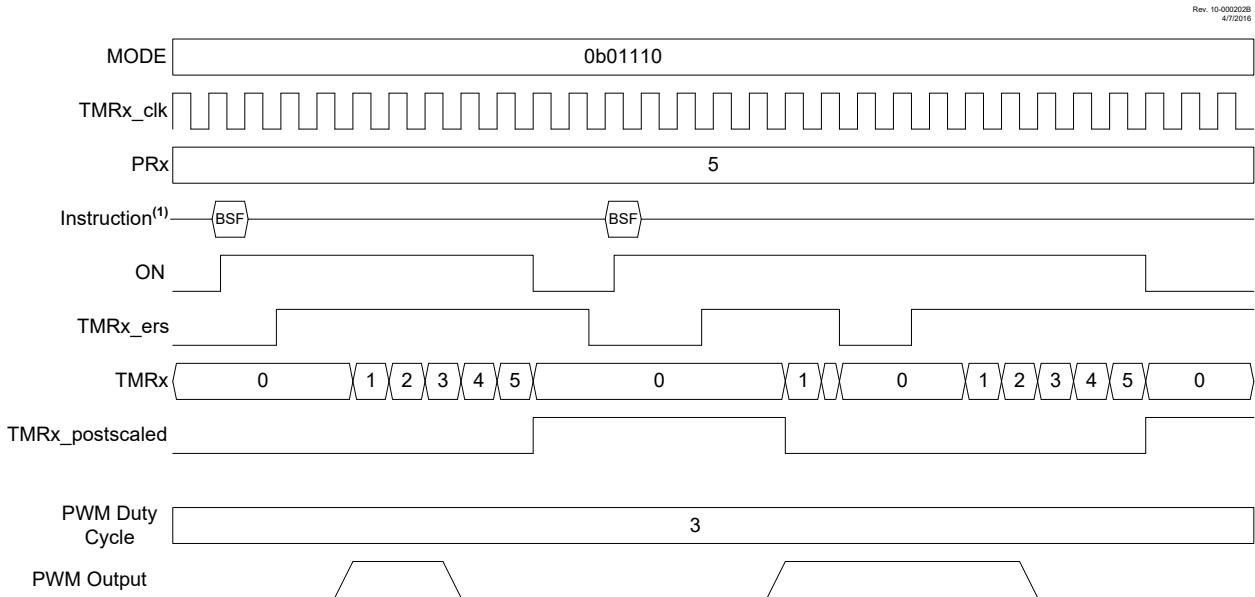 Rev. 10-000202B
4/7/2016
MODE 0b01110
TMRx_clk
PRx 5
Instruction(1) BSF BSF
ON
TMRx_ers
TMRx 0 1 2 3 4 5 0 1 0 1 2 3 4 5 0
TMRx_postscaled
PWM Duty
Cycle 3
PWM Output